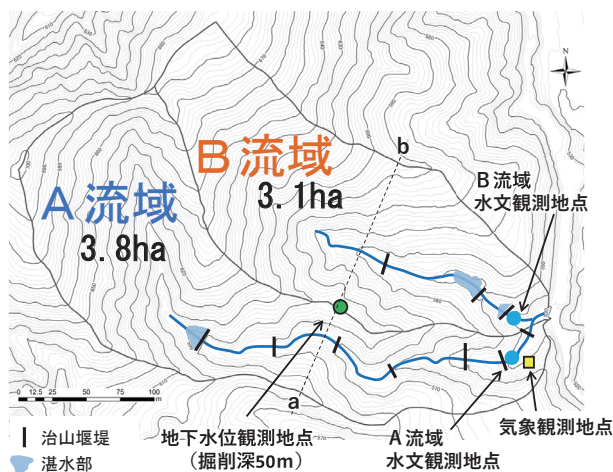 N
B流域
3.1ha
A流域
3.8ha
b
a
B流域
水文観測地点
気象観測地点
A流域
水文観測地点
地下水位観測地点
(掘削深50m)
0 12.5 25 50 75 100
m
治山堰堤
湛水部